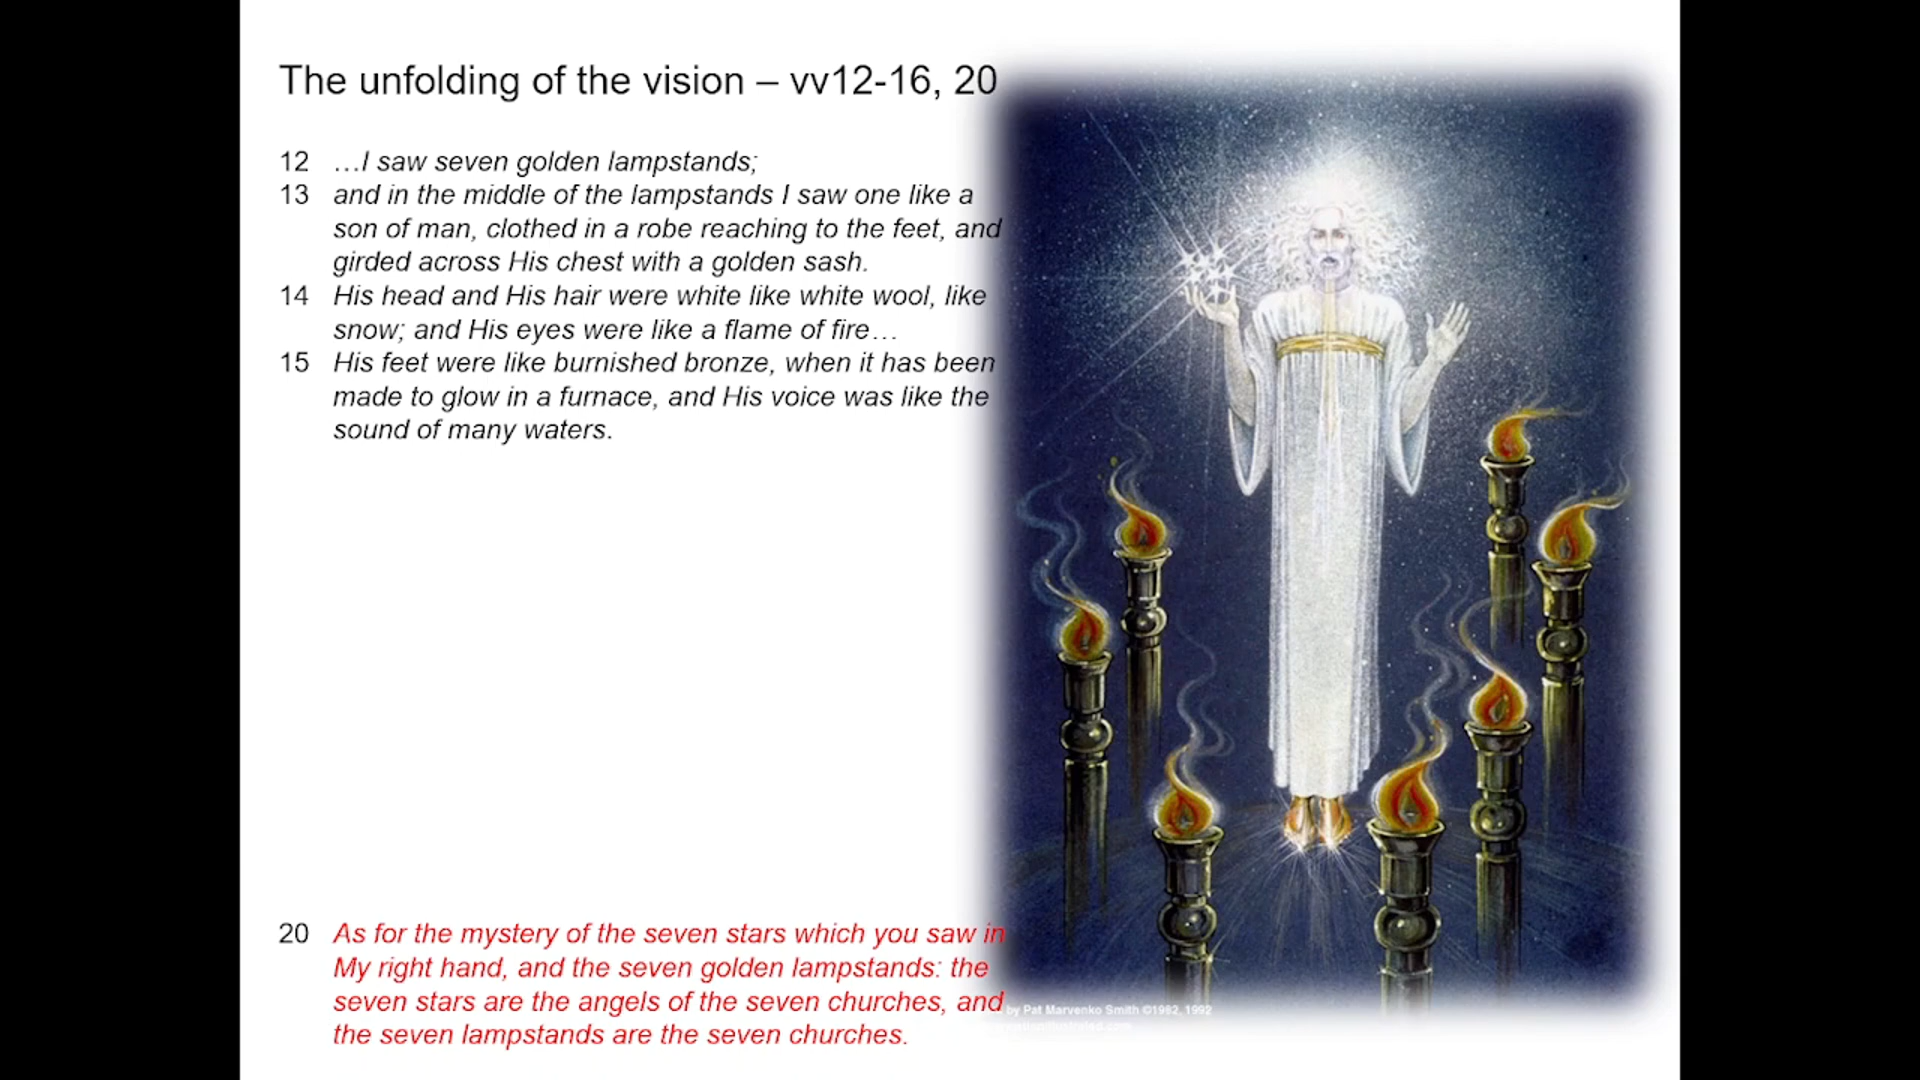 The unfolding of the vision – vv12-16, 20
12 …I saw seven golden lampstands;
13 and in the middle of the lampstands I saw one like a
son of man, clothed in a robe reaching to the feet, and
girded across His chest with a golden sash.
14 His head and His hair were white like white wool, like
snow; and His eyes were like a flame of fire…
15 His feet were like burnished bronze, when it has been
made to glow in a furnace, and His voice was like the
sound of many waters.
20 As for the mystery of the seven stars which you saw in
My right hand, and the seven golden lampstands: the
seven stars are the angels of the seven churches, and
the seven lampstands are the seven churches.
by Pat Marvenko Smith ©1982, 1992